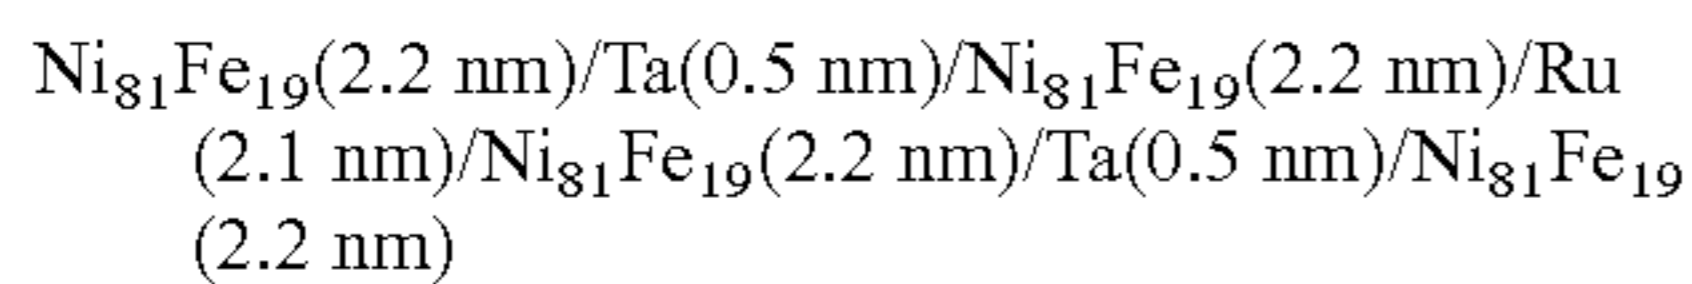 Ni₈₁Fe₁₉(2.2 nm)/Ta(0.5 nm)/Ni₈₁Fe₁₉(2.2 nm)/Ru
(2.1 nm)/Ni₈₁Fe₁₉(2.2 nm)/Ta(0.5 nm)/Ni₈₁Fe₁₉
(2.2 nm)